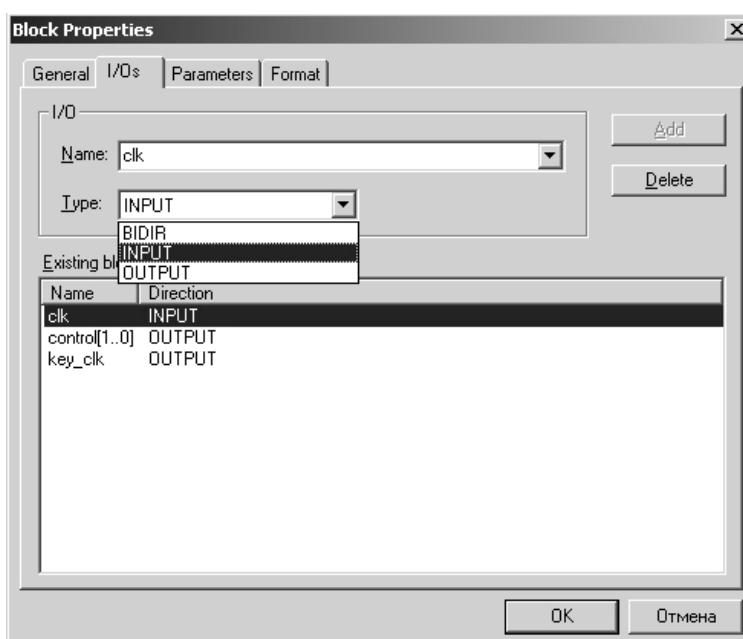 Block Properties
General I/Os Parameters Format
I/O
Add
Name: clk
Delete
Type: INPUT
BIDIR
INPUT
OUTPUT
Existing
Name Direction
clk INPUT
control[1..0] OUTPUT
key_clk OUTPUT
OK Отмена